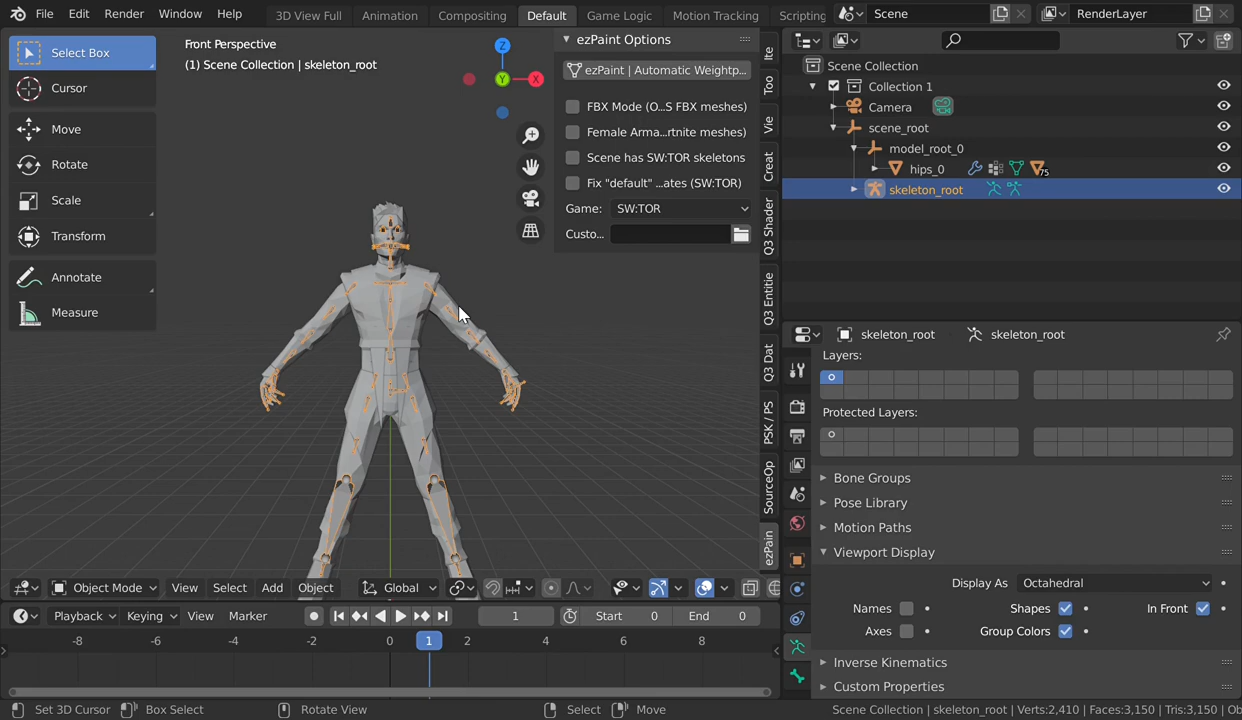 File Edit Render Window Help 3D View Full Animation Compositing Default Game Logic Motion Tracking Scripting Scene RenderLayer
Select Box
Cursor
Move
Rotate
Scale
Transform
Annotate
Measure
Front Perspective
(1) Scene Collection | skeleton_root
Z
Y
X
ezPaint Options
ezPaint | Automatic Weightp...
FBX Mode (O...S FBX meshes)
Female Arma...rtnite meshes)
Scene has SW:TOR skeletons
Fix "default" ...ates (SW:TOR)
Game: SW:TOR
Custo...
Ite
Too
Vie
Creat
Q3 Shader
Q3 Entitie
Q3 Dat
PSK / PS
SourceOp
ezPain
Scene Collection
Collection 1
Camera
scene_root
model_root_0
hips_0 75
skeleton_root
skeleton_root skeleton_root
Layers:
Protected Layers:
Bone Groups
Pose Library
Motion Paths
Viewport Display
Display As Octahedral
Names Shapes In Front
Axes Group Colors
Inverse Kinematics
Custom Properties
Object Mode View Select Add Object Global
Playback Keying View Marker 1 Start 0 End 0
-8 -6 -4 -2 0 1 2 4 6 8
Set 3D Cursor Box Select Rotate View Select Move Scene Collection | skeleton_root | Verts:2,410 | Faces:3,150 | Tris:3,150 | Ob